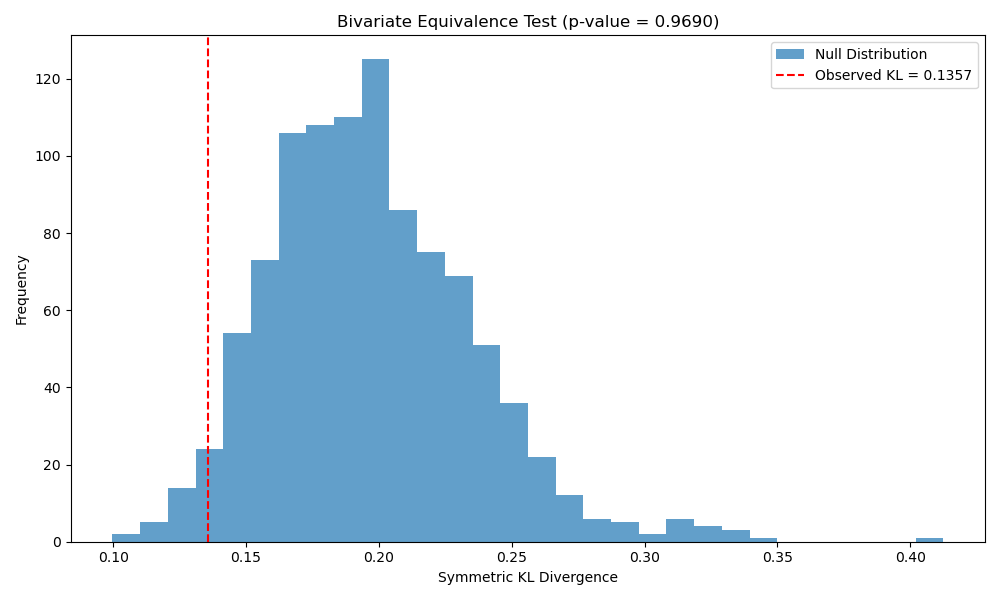 Bivariate Equivalence Test (p-value = 0.9690)
Null Distribution
Observed KL = 0.1357
Frequency
120
100
80
60
40
20
0
0.10
0.15
0.20
0.25
0.30
0.35
0.40
Symmetric KL Divergence